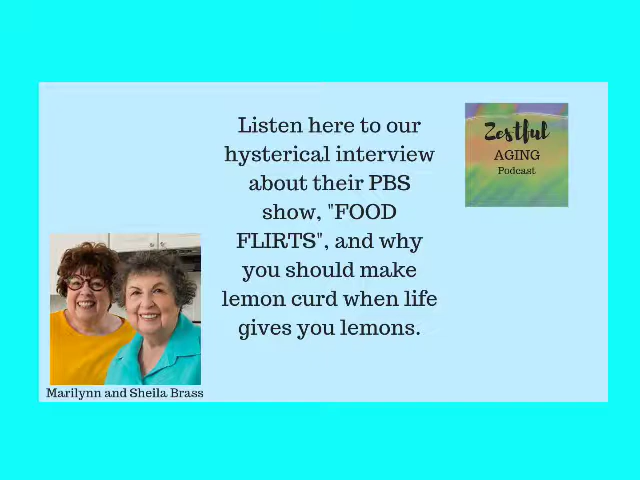 Listen here to our
hysterical interview
about their PBS
show, "FOOD
FLIRTS", and why
you should make
lemon curd when life
gives you lemons.
Zestful
AGING
Podcast
Marilynn and Sheila Brass